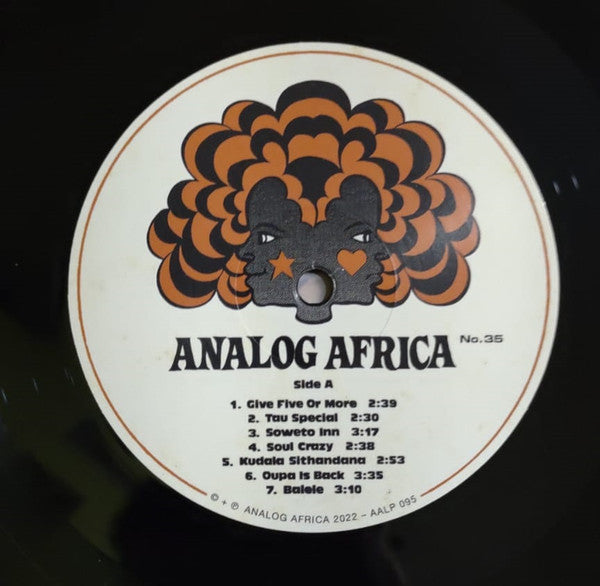 ANALOG AFRICA No.35
Side A
1. Give Five Or More 2:39
2. Tau Special 2:30
3. Soweto Inn 3:17
4. Soul Crazy 2:38
5. Kudala Sithandana 2:53
6. Oupa Is Back 3:35
7. Balele 3:10
© + ℗ ANALOG AFRICA 2022 – AALP 095